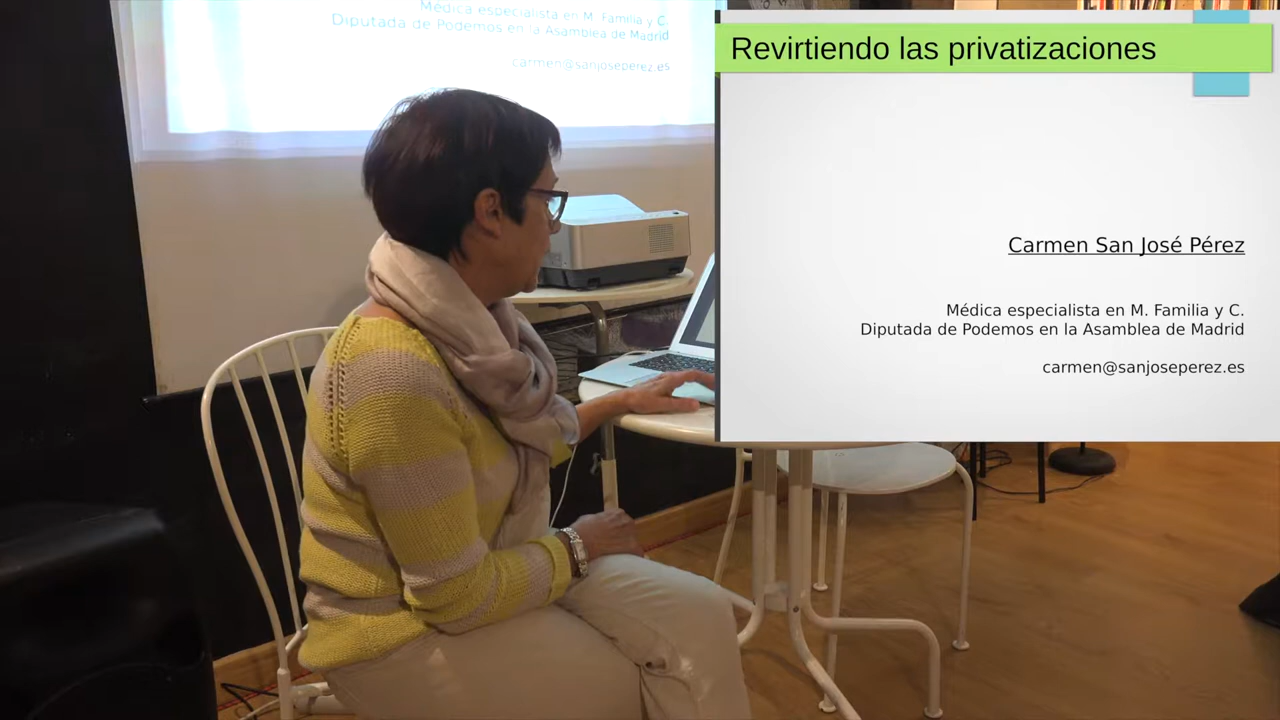 Médica especialista en M. Familia y C.
Diputada de Podemos en la Asamblea de Madrid
carmen@sanjoseperez.es
Revirtiendo las privatizaciones
Carmen San José Pérez
Médica especialista en M. Familia y C.
Diputada de Podemos en la Asamblea de Madrid
carmen@sanjoseperez.es